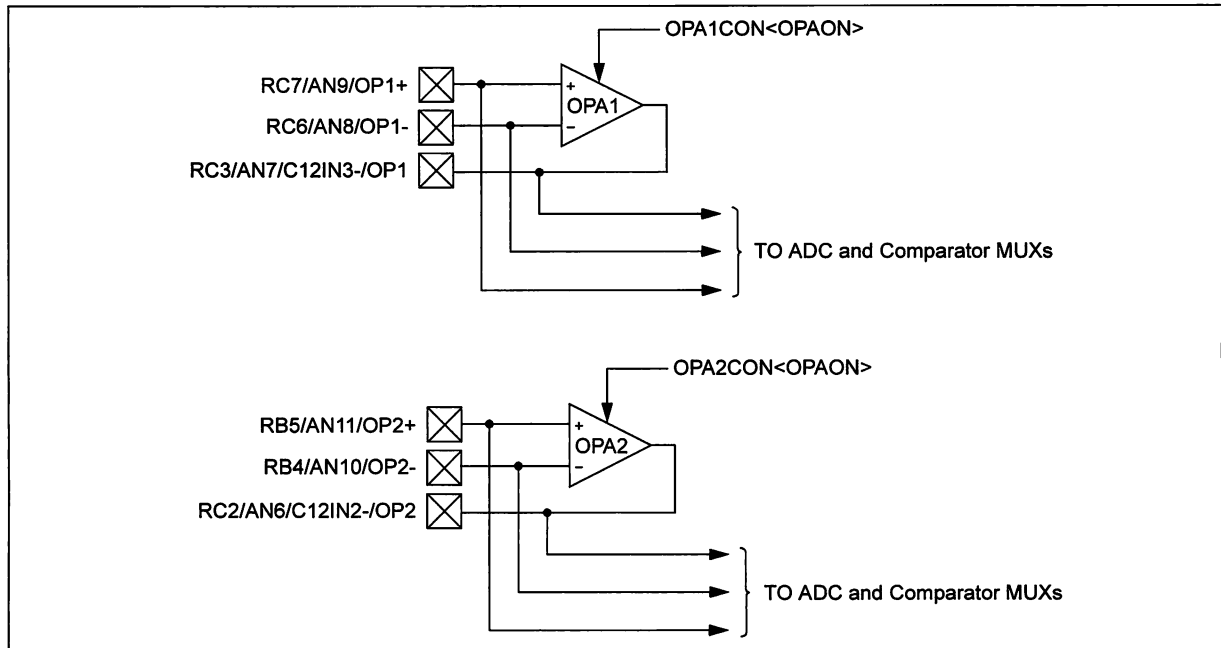 OPA1CON<OPAON>
RC7/AN9/OP1+
+
OPA1
RC6/AN8/OP1-
−
RC3/AN7/C12IN3-/OP1
TO ADC and Comparator MUXs
OPA2CON<OPAON>
RB5/AN11/OP2+
+
OPA2
RB4/AN10/OP2-
−
RC2/AN6/C12IN2-/OP2
TO ADC and Comparator MUXs